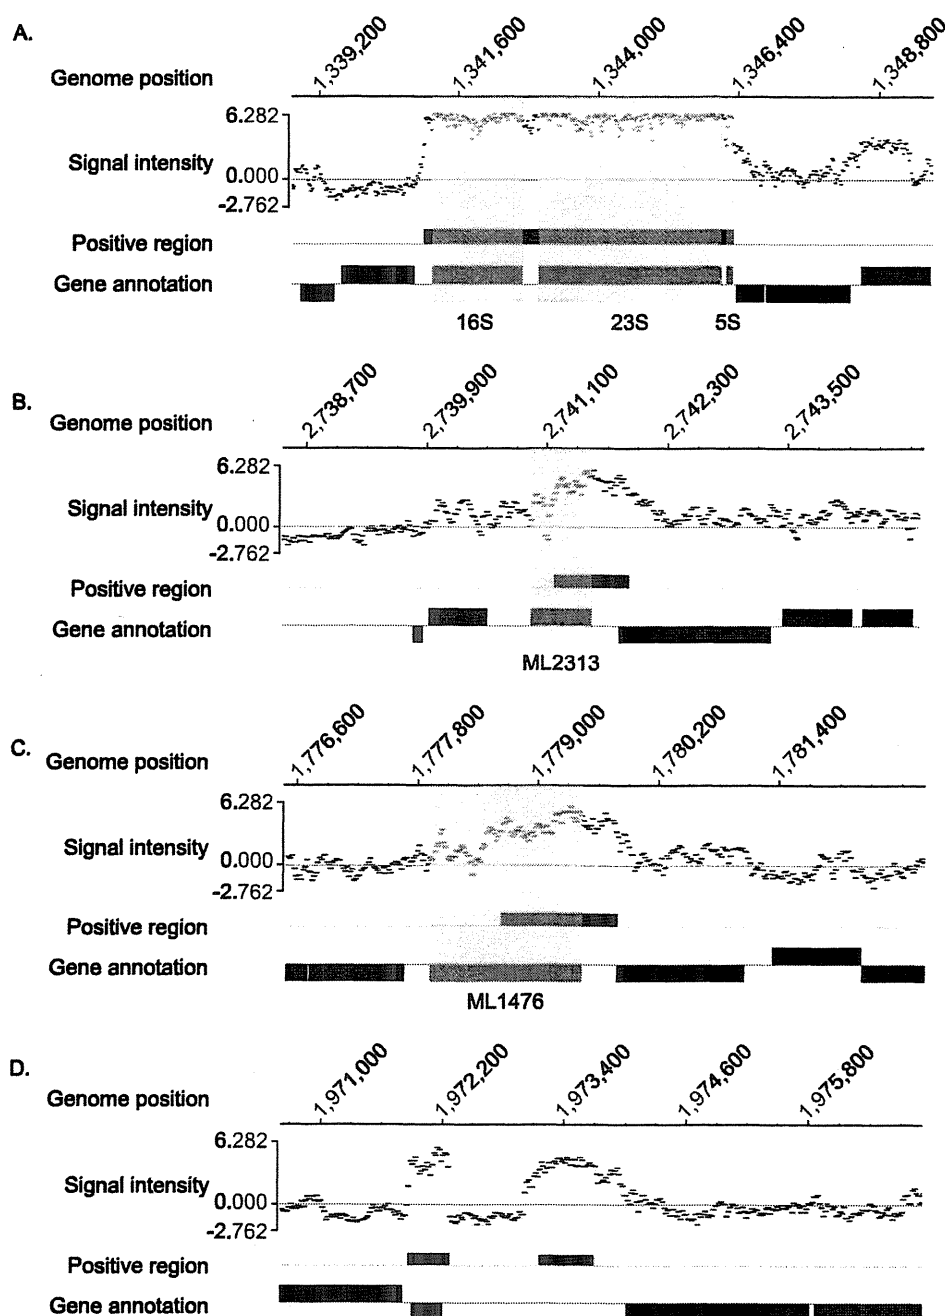 A.
Genome position
1,339,200 1,341,600 1,344,000 1,346,400 1,348,800
6.282
Signal intensity
0.000
-2.762
Positive region
Gene annotation
16S 23S 5S
B.
Genome position
2,738,700 2,739,900 2,741,100 2,742,300 2,743,500
6.282
Signal intensity
0.000
-2.762
Positive region
Gene annotation
ML2313
C.
Genome position
1,776,600 1,777,800 1,779,000 1,780,200 1,781,400
6.282
Signal intensity
0.000
-2.762
Positive region
Gene annotation
ML1476
D.
Genome position
1,971,000 1,972,200 1,973,400 1,974,600 1,975,800
6.282
Signal intensity
0.000
-2.762
Positive region
Gene annotation